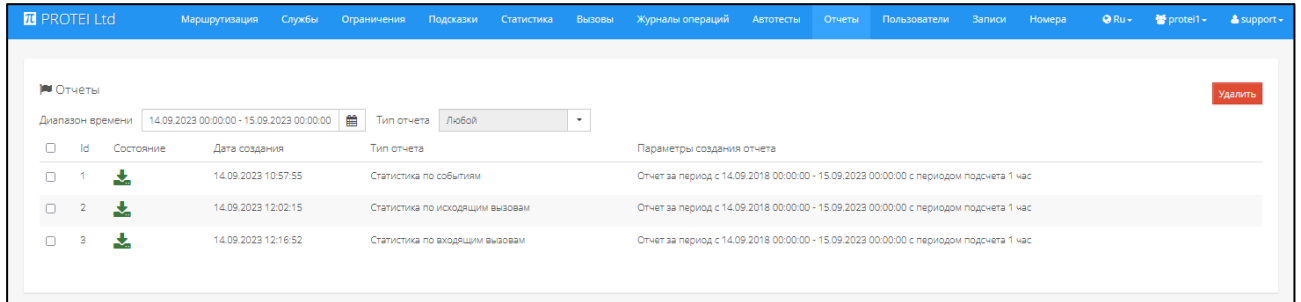 PROTEI Ltd Маршрутизация Службы Ограничения Подсказки Статистика Вызовы Журналы операций Автотесты Отчеты Пользователи Записи Номера Ru protei1 support
Отчеты Удалить
Диапазон времени 14.09.2023 00:00:00 - 15.09.2023 00:00:00 Тип отчета Любой
Id Состояние Дата создания Тип отчета Параметры создания отчета
1 14.09.2023 10:57:55 Статистика по событиям Отчет за период с 14.09.2018 00:00:00 - 15.09.2023 00:00:00 с периодом подсчета 1 час
2 14.09.2023 12:02:15 Статистика по исходящим вызовам Отчет за период с 14.09.2018 00:00:00 - 15.09.2023 00:00:00 с периодом подсчета 1 час
3 14.09.2023 12:16:52 Статистика по входящим вызовам Отчет за период с 14.09.2018 00:00:00 - 15.09.2023 00:00:00 с периодом подсчета 1 час